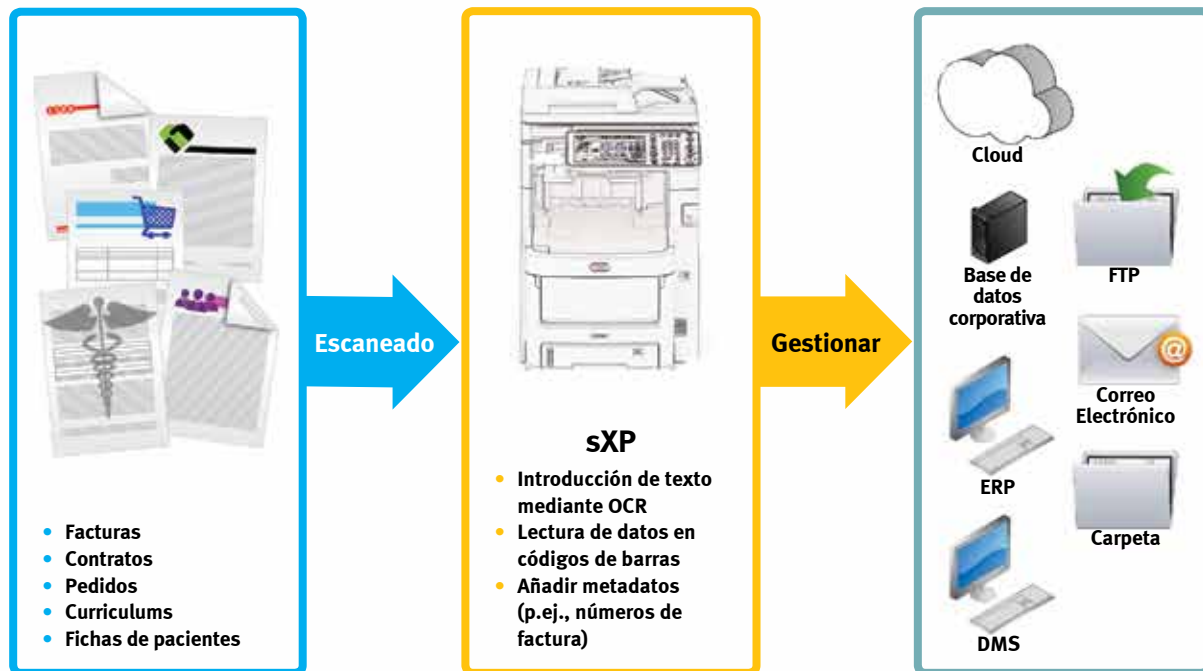 • Facturas
• Contratos
• Pedidos
• Curriculums
• Fichas de pacientes
Escaneado
sXP
• Introducción de texto
mediante OCR
• Lectura de datos en
códigos de barras
• Añadir metadatos
(p.ej., números de
factura)
Gestionar
Cloud
Base de
datos
corporativa
FTP
@
Correo
Electrónico
ERP
Carpeta
DMS